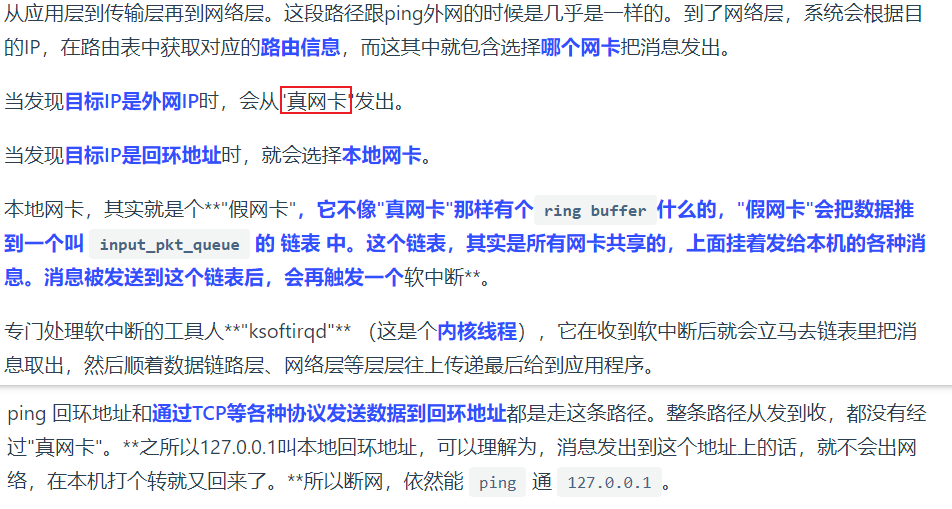 从应用层到传输层再到网络层。这段路径跟ping外网的时候是几乎是一样的。到了网络层，系统会根据目
的IP，在路由表中获取对应的路由信息，而这其中就包含选择哪个网卡把消息发出。
当发现目标IP是外网IP时，会从"真网卡"发出。
当发现目标IP是回环地址时，就会选择本地网卡。
本地网卡，其实就是个**"假网卡"，它不像"真网卡"那样有个 ring buffer 什么的，"假网卡"会把数据推
到一个叫 input_pkt_queue 的 链表 中。这个链表，其实是所有网卡共享的，上面挂着发给本机的各种消
息。消息被发送到这个链表后，会再触发一个软中断**。
专门处理软中断的工具人**"ksoftirqd"** （这是个内核线程），它在收到软中断后就会立马去链表里把消
息取出，然后顺着数据链路层、网络层等层层往上传递最后给到应用程序。
ping 回环地址和通过TCP等各种协议发送数据到回环地址都是走这条路径。整条路径从发到收，都没有经
过"真网卡"。**之所以127.0.0.1叫本地回环地址，可以理解为，消息发出到这个地址上的话，就不会出网
络，在本机打个转就又回来了。**所以断网，依然能 ping 通 127.0.0.1 。